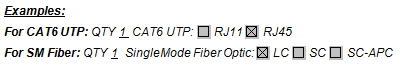 Examples:
For CAT6 UTP: QTY 1 CAT6 UTP: ☐ RJ11 ☒ RJ45
For SM Fiber: QTY 1 SingleMode Fiber Optic: ☒ LC ☐ SC ☐ SC-APC